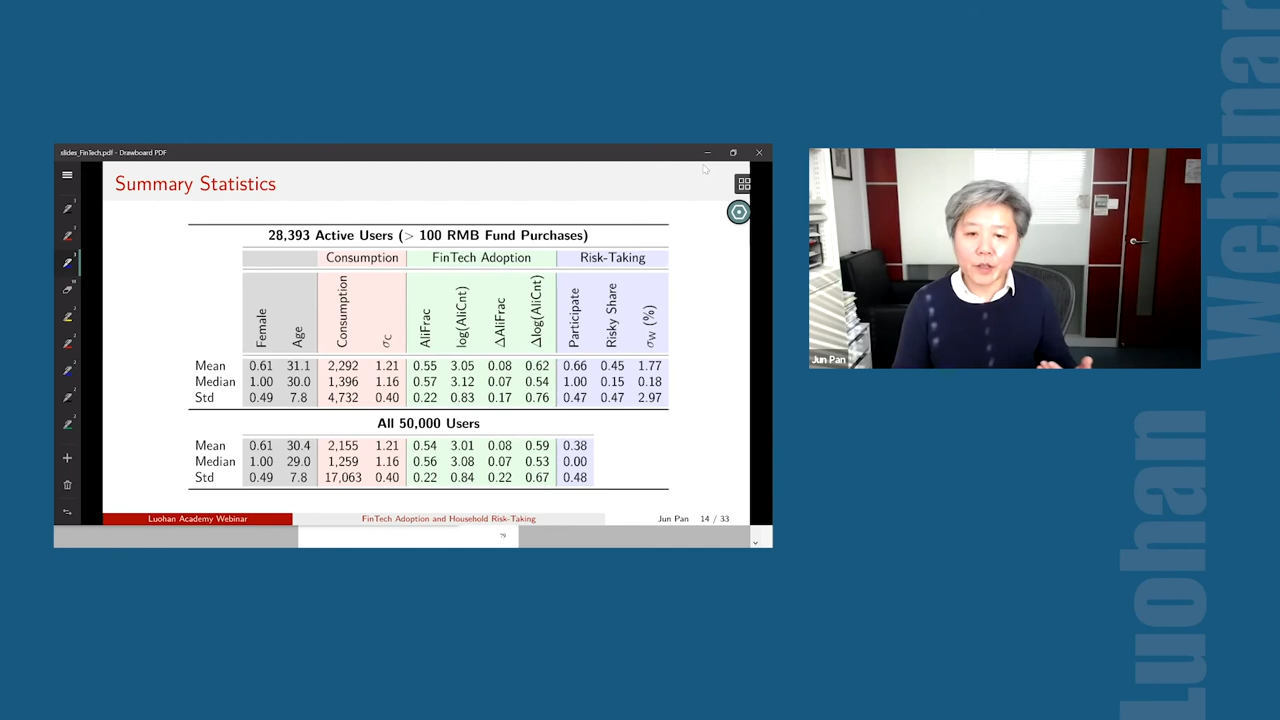 slides_FinTech.pdf - Drawboard PDF
Summary Statistics
28,393 Active Users (> 100 RMB Fund Purchases)
Consumption FinTech Adoption Risk-Taking
Female Age Consumption σC AliFrac log(AliCnt) ΔAliFrac Δlog(AliCnt) Participate Risky Share σW (%)
Mean 0.61 31.1 2,292 1.21 0.55 3.05 0.08 0.62 0.66 0.45 1.77
Median 1.00 30.0 1,396 1.16 0.57 3.12 0.07 0.54 1.00 0.15 0.18
Std 0.49 7.8 4,732 0.40 0.22 0.83 0.17 0.76 0.47 0.47 2.97
All 50,000 Users
Mean 0.61 30.4 2,155 1.21 0.54 3.01 0.08 0.59 0.38
Median 1.00 29.0 1,259 1.16 0.56 3.08 0.07 0.53 0.00
Std 0.49 7.8 17,063 0.40 0.22 0.84 0.22 0.67 0.48
Luohan Academy Webinar FinTech Adoption and Household Risk-Taking Jun Pan 14 / 33
Jun Pan
Luohan
Webinar